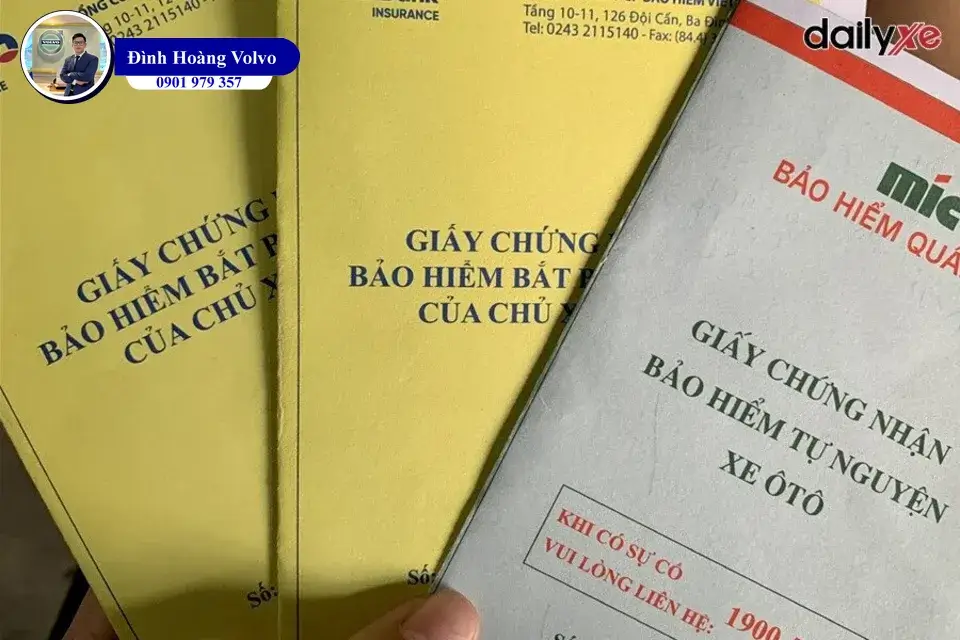 Đình Hoàng Volvo
0901 979 357
dailyxe
INSURANCE
Tầng 10-11, 126 Đội Cấn, Ba Đì
Tel: 0243 2115140 - Fax: (84.4)
0243 2115140
GIẤY CHỨNG
BẢO HIỂM BẮT
CỦA CHỦ
Số:
GIẤY CHỨNG
BẢO HIỂM BẮT
CỦA CHỦ
Số:
mic
BẢO HIỂM QUÂ
GIẤY CHỨNG NHẬN
BẢO HIỂM TỰ NGUYỆN
XE ÔTÔ
KHI CÓ SỰ CỐ
VUI LÒNG LIÊN HỆ: 1900